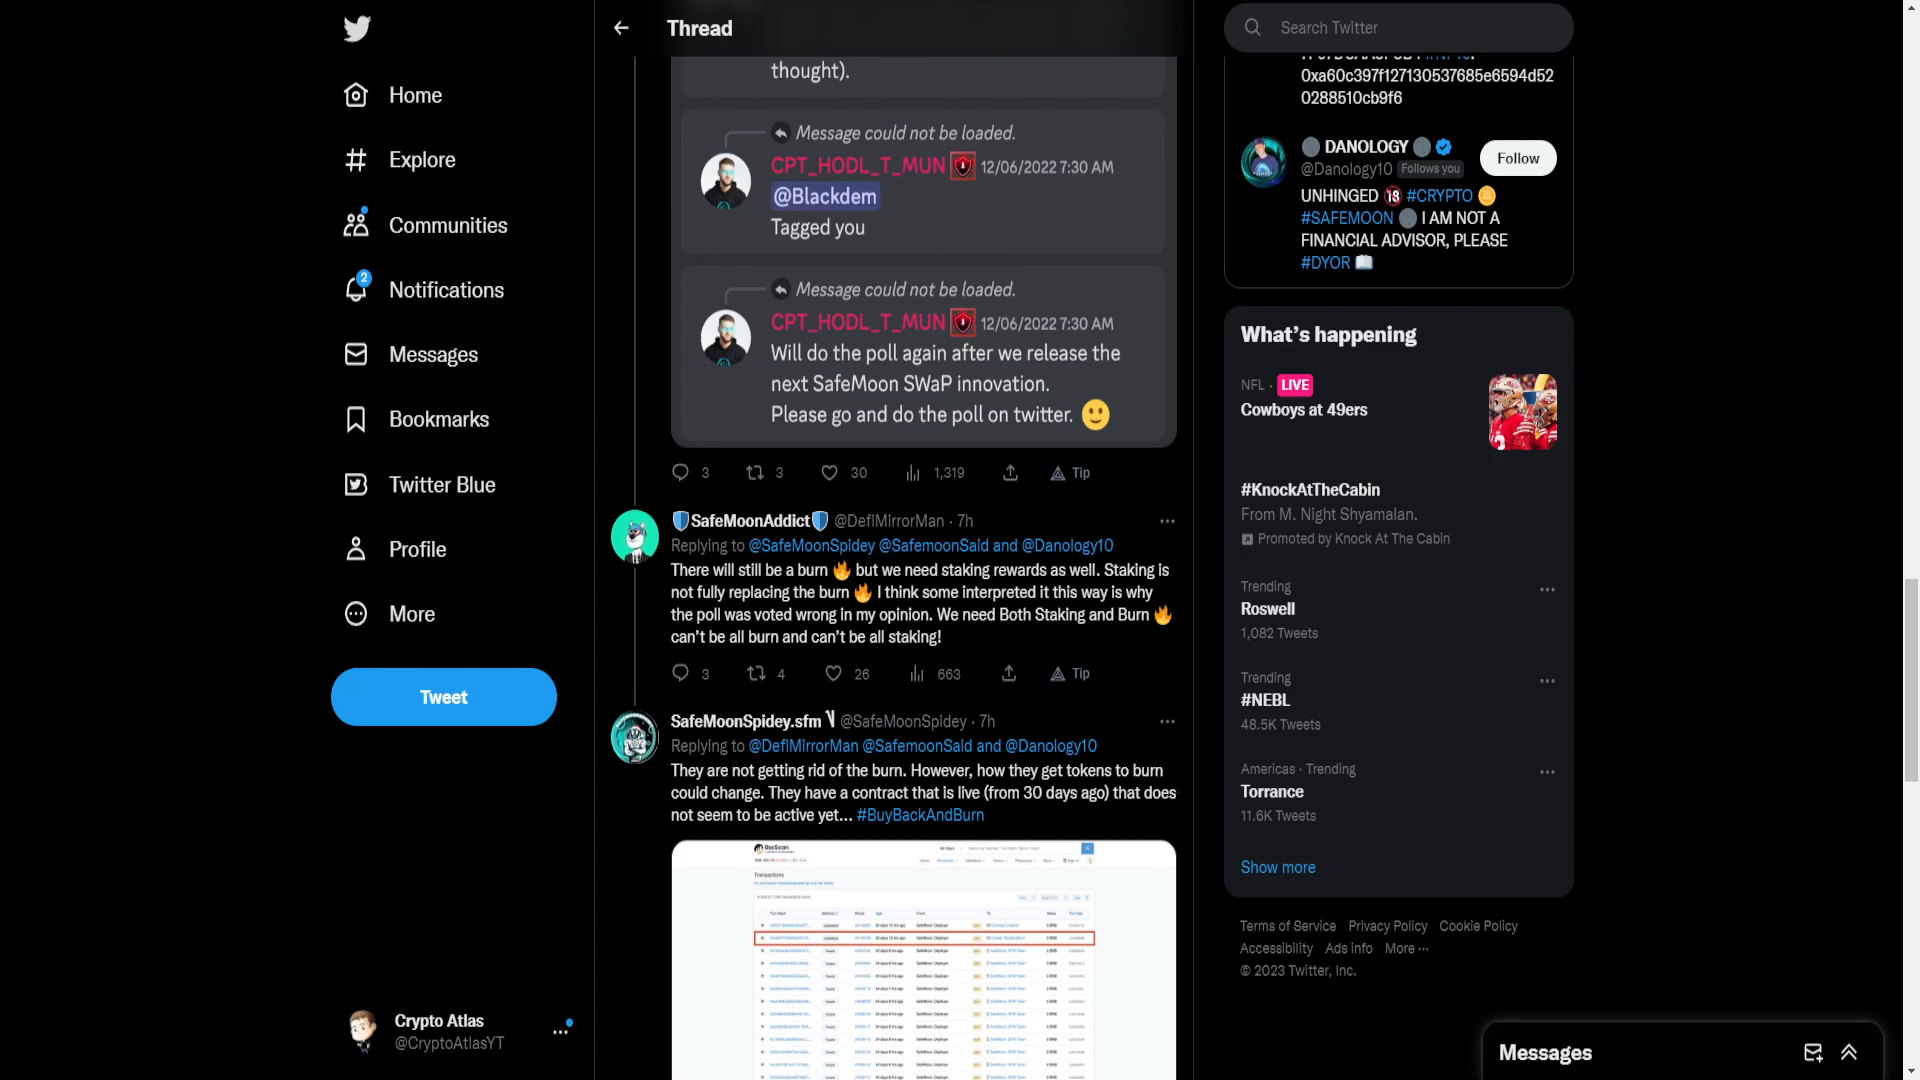 Home
Explore
Communities
2
Notifications
Messages
Bookmarks
Twitter Blue
Profile
More
Tweet
Crypto Atlas
@CryptoAtlasYT
Thread
thought).
Message could not be loaded.
CPT_HODL_T_MUN 12/06/2022 7:30 AM
@Blackdem
Tagged you
Message could not be loaded.
CPT_HODL_T_MUN 12/06/2022 7:30 AM
Will do the poll again after we release the
next SafeMoon SWaP innovation.
Please go and do the poll on twitter. 🙂
3 3 30 1,319 Tip
🛡️SafeMoonAddict🛡️ @DefiMirrorMan · 7h
Replying to @SafeMoonSpidey @SafemoonSaid and @Danology10
There will still be a burn 🔥 but we need staking rewards as well. Staking is
not fully replacing the burn 🔥 I think some interpreted it this way is why
the poll was voted wrong in my opinion. We need Both Staking and Burn 🔥
can't be all burn and can't be all staking!
3 4 26 663 Tip
SafeMoonSpidey.sfm @SafeMoonSpidey · 7h
Replying to @DefiMirrorMan @SafemoonSaid and @Danology10
They are not getting rid of the burn. However, how they get tokens to burn
could change. They have a contract that is live (from 30 days ago) that does
not seem to be active yet... #BuyBackAndBurn
Transactions
Search Twitter
0xa60c397f127130537685e6594d52
0288510cb9f6
DANOLOGY
@Danology10 Follows you
Follow
UNHINGED 🔞 #CRYPTO 🪙
#SAFEMOON 🌑 I AM NOT A
FINANCIAL ADVISOR, PLEASE
#DYOR 📖
What's happening
NFL · LIVE
Cowboys at 49ers
#KnockAtTheCabin
From M. Night Shyamalan.
Promoted by Knock At The Cabin
Trending
Roswell
1,082 Tweets
Trending
#NEBL
48.5K Tweets
Americas · Trending
Torrance
11.6K Tweets
Show more
Terms of Service Privacy Policy Cookie Policy
Accessibility Ads info More ···
© 2023 Twitter, Inc.
Messages